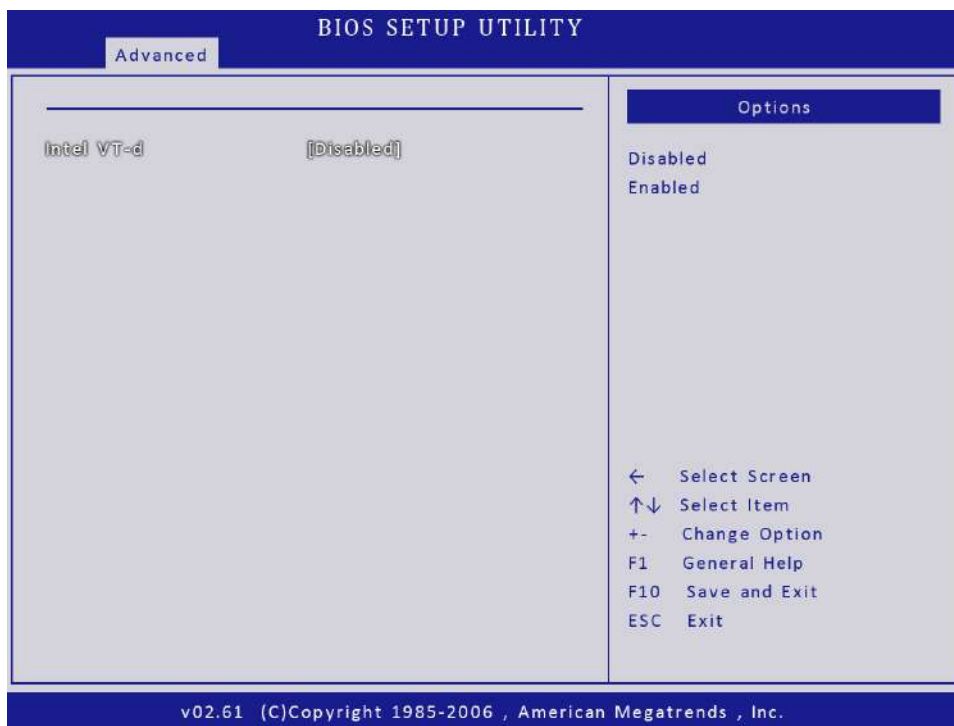 BIOS SETUP UTILITY
Advanced
Intel VT-d [Disabled]
Options
Disabled
Enabled
← Select Screen
↑↓ Select Item
+- Change Option
F1 General Help
F10 Save and Exit
ESC Exit
v02.61 (C)Copyright 1985-2006 , American Megatrends , Inc.